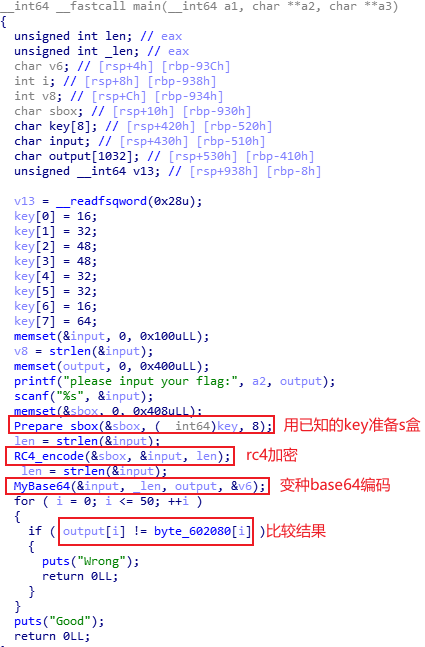 __int64 __fastcall main(__int64 a1, char **a2, char **a3)
{
unsigned int len; // eax
unsigned int _len; // eax
char v6; // [rsp+4h] [rbp-93Ch]
int i; // [rsp+8h] [rbp-938h]
int v8; // [rsp+Ch] [rbp-934h]
char sbox; // [rsp+10h] [rbp-930h]
char key[8]; // [rsp+420h] [rbp-520h]
char input; // [rsp+430h] [rbp-510h]
char output[1032]; // [rsp+530h] [rbp-410h]
unsigned __int64 v13; // [rsp+938h] [rbp-8h]
v13 = __readfsqword(0x28u);
key[0] = 16;
key[1] = 32;
key[2] = 48;
key[3] = 48;
key[4] = 32;
key[5] = 32;
key[6] = 16;
key[7] = 64;
memset(&input, 0, 0x100uLL);
v8 = strlen(&input);
memset(output, 0, 0x400uLL);
printf("please input your flag:", a2, output);
scanf("%s", &input);
memset(&sbox, 0, 0x408uLL);
Prepare_sbox(&sbox, (__int64)key, 8); 用已知的key准备s盒
len = strlen(&input);
RC4_encode(&sbox, &input, len); rc4加密
_len = strlen(&input);
MyBase64(&input, _len, output, &v6); 变种base64编码
for ( i = 0; i <= 50; ++i )
{
if ( output[i] != byte_602080[i] ) 比较结果
{
puts("Wrong");
return 0LL;
}
}
puts("Good");
return 0LL;